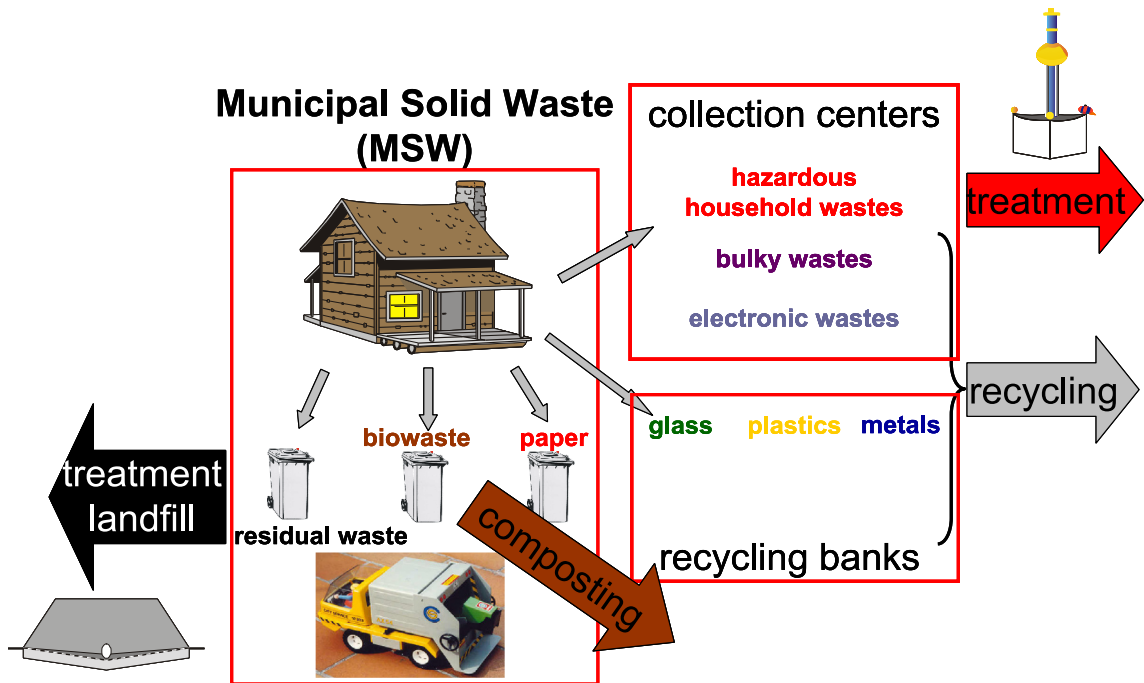 Municipal Solid Waste
(MSW)
collection centers
hazardous
household wastes
bulky wastes
electronic wastes
treatment
recycling
glass plastics metals
recycling banks
biowaste paper
residual waste
treatment
landfill
composting